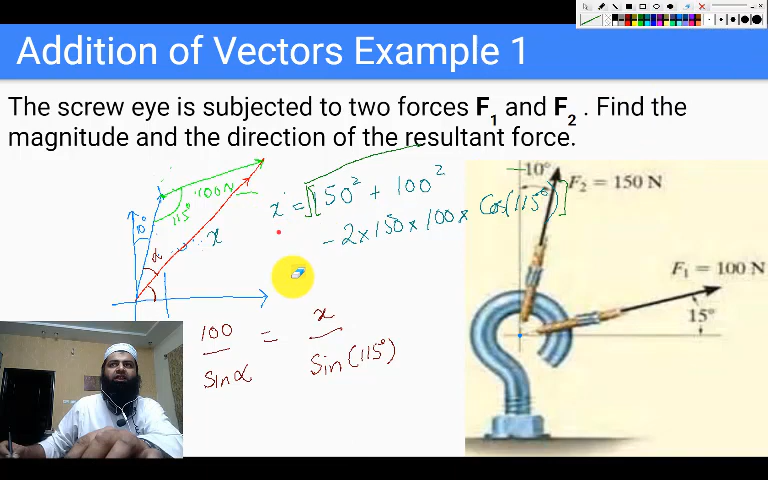 Addition of Vectors Example 1
The screw eye is subjected to two forces F₁ and F₂ . Find the
magnitude and the direction of the resultant force.
10°
100N
115°
α
x
x = √[150² + 100²
− 2 × 150 × 100 × Cos(115°)]
100 / Sinα = x / Sin(115°)
10°
F₂ = 150 N
F₁ = 100 N
15°